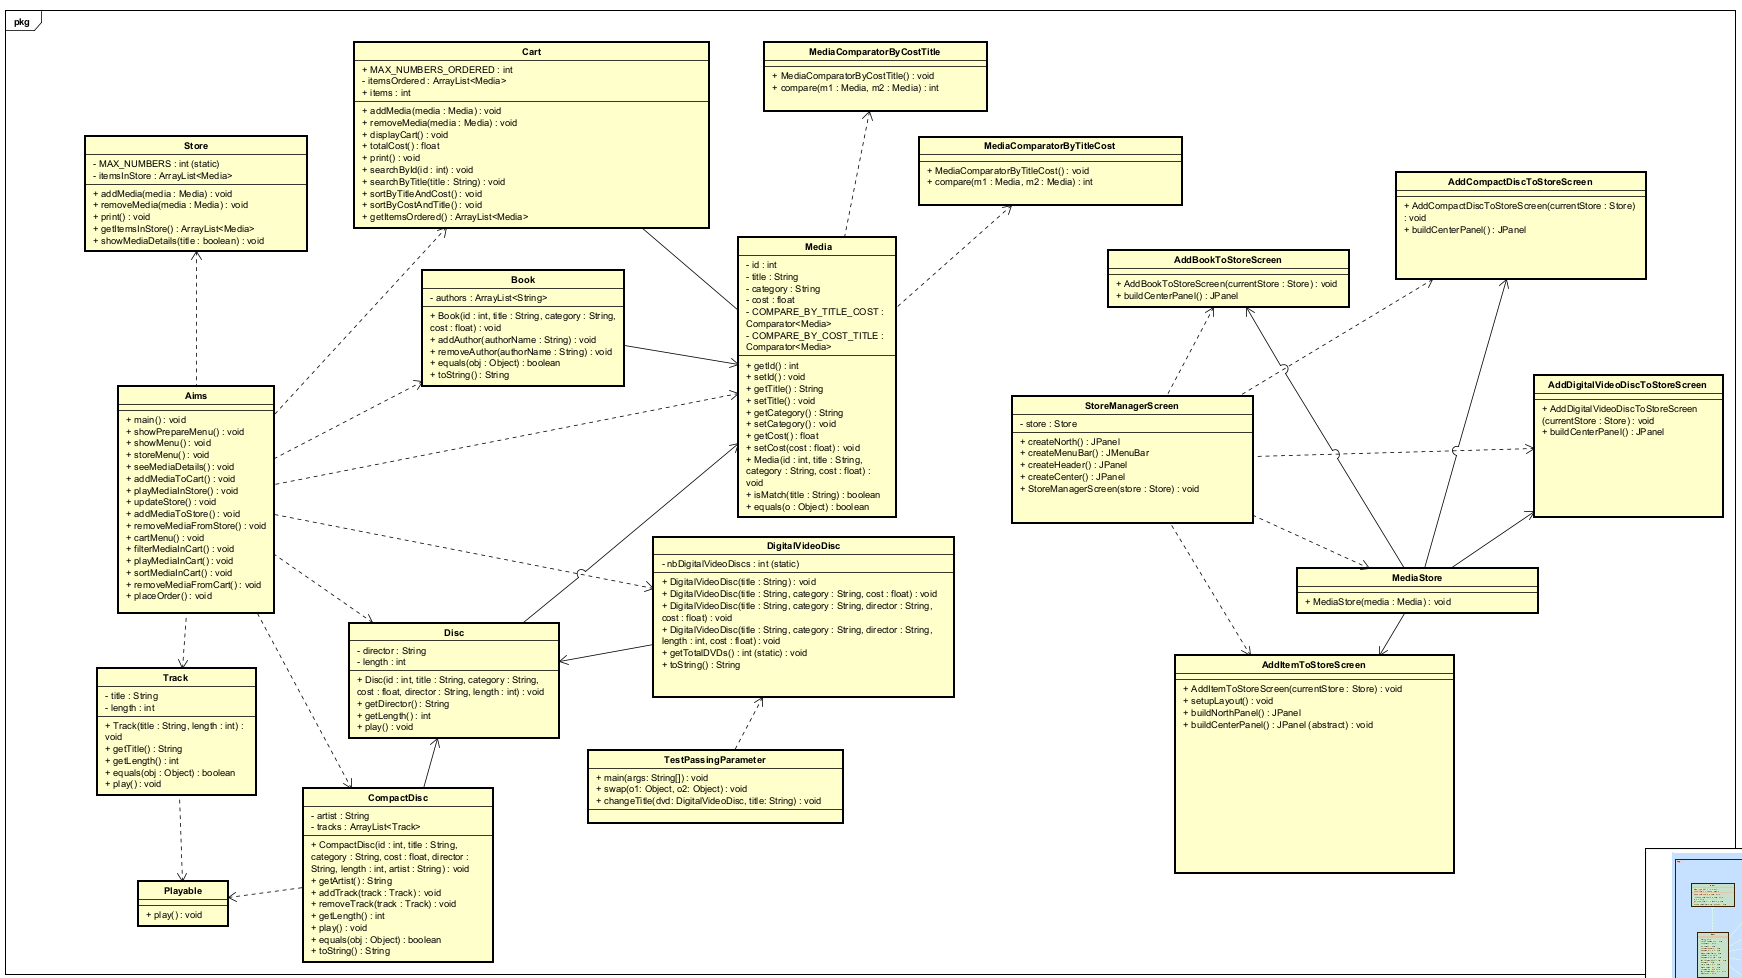 pkg
Cart
+ MAX_NUMBERS_ORDERED : int
- itemsOrdered : ArrayList<Media>
+ items : int
+ addMedia(media : Media) : void
+ removeMedia(media : Media) : void
+ displayCart() : void
+ totalCost() : float
+ print() : void
+ searchById(id : int) : void
+ searchByTitle(title : String) : void
+ sortByTitleAndCost() : void
+ sortByCostAndTitle() : void
+ getItemsOrdered() : ArrayList<Media>
MediaComparatorByCostTitle
+ MediaComparatorByCostTitle() : void
+ compare(m1 : Media, m2 : Media) : int
Store
- MAX_NUMBERS : int (static)
- itemsInStore : ArrayList<Media>
+ addMedia(media : Media) : void
+ removeMedia(media : Media) : void
+ print() : void
+ getItemsInStore() : ArrayList<Media>
+ showMediaDetails(title : boolean) : void
MediaComparatorByTitleCost
+ MediaComparatorByTitleCost() : void
+ compare(m1 : Media, m2 : Media) : int
AddCompactDiscToStoreScreen
+ AddCompactDiscToStoreScreen(currentStore : Store)
: void
+ buildCenterPanel() : JPanel
Media
- id : int
- title : String
- category : String
- cost : float
- COMPARE_BY_TITLE_COST :
Comparator<Media>
- COMPARE_BY_COST_TITLE :
Comparator<Media>
+ getId() : int
+ setId() : void
+ getTitle() : String
+ setTitle() : void
+ getCategory() : String
+ setCategory() : void
+ getCost() : float
+ setCost(cost : float) : void
+ Media(id : int, title : String,
category : String, cost : float) :
void
+ isMatch(title : String) : boolean
+ equals(o : Object) : boolean
AddBookToStoreScreen
+ AddBookToStoreScreen(currentStore : Store) : void
+ buildCenterPanel() : JPanel
Book
- authors : ArrayList<String>
+ Book(id : int, title : String, category : String,
cost : float) : void
+ addAuthor(authorName : String) : void
+ removeAuthor(authorName : String) : void
+ equals(obj : Object) : boolean
+ toString() : String
AddDigitalVideoDiscToStoreScreen
+ AddDigitalVideoDiscToStoreScreen
(currentStore : Store) : void
+ buildCenterPanel() : JPanel
Aims
+ main() : void
+ showPrepareMenu() : void
+ showMenu() : void
+ storeMenu() : void
+ seeMediaDetails() : void
+ addMediaToCart() : void
+ playMediaInStore() : void
+ updateStore() : void
+ addMediaToStore() : void
+ removeMediaFromStore() : void
+ cartMenu() : void
+ filterMediaInCart() : void
+ playMediaInCart() : void
+ sortMediaInCart() : void
+ removeMediaFromCart() : void
+ placeOrder() : void
StoreManagerScreen
- store : Store
+ createNorth() : JPanel
+ createMenuBar() : JMenuBar
+ createHeader() : JPanel
+ createCenter() : JPanel
+ StoreManagerScreen(store : Store) : void
DigitalVideoDisc
- nbDigitalVideoDiscs : int (static)
+ DigitalVideoDisc(title : String) : void
+ DigitalVideoDisc(title : String, category : String, cost : float) : void
+ DigitalVideoDisc(title : String, category : String, director : String,
cost : float) : void
+ DigitalVideoDisc(title : String, category : String, director : String,
length : int, cost : float) : void
+ getTotalDVDs() : int (static) : void
+ toString() : String
MediaStore
+ MediaStore(media : Media) : void
Disc
- director : String
- length : int
+ Disc(id : int, title : String, category : String,
cost : float, director : String, length : int) : void
+ getDirector() : String
+ getLength() : int
+ play() : void
AddItemToStoreScreen
+ AddItemToStoreScreen(currentStore : Store) : void
+ setupLayout() : void
+ buildNorthPanel() : JPanel
+ buildCenterPanel() : JPanel (abstract) : void
Track
- title : String
- length : int
+ Track(title : String, length : int) :
void
+ getTitle() : String
+ getLength() : int
+ equals(obj : Object) : boolean
+ play() : void
TestPassingParameter
+ main(args: String[]) : void
+ swap(o1: Object, o2: Object) : void
+ changeTitle(dvd: DigitalVideoDisc, title: String) : void
CompactDisc
- artist : String
- tracks : ArrayList<Track>
+ CompactDisc(id : int, title : String,
category : String, cost : float, director :
String, length : int, artist : String) : void
+ getArtist() : String
+ addTrack(track : Track) : void
+ removeTrack(track : Track) : void
+ getLength() : int
+ play() : void
+ equals(obj : Object) : boolean
+ toString() : String
Playable
+ play() : void